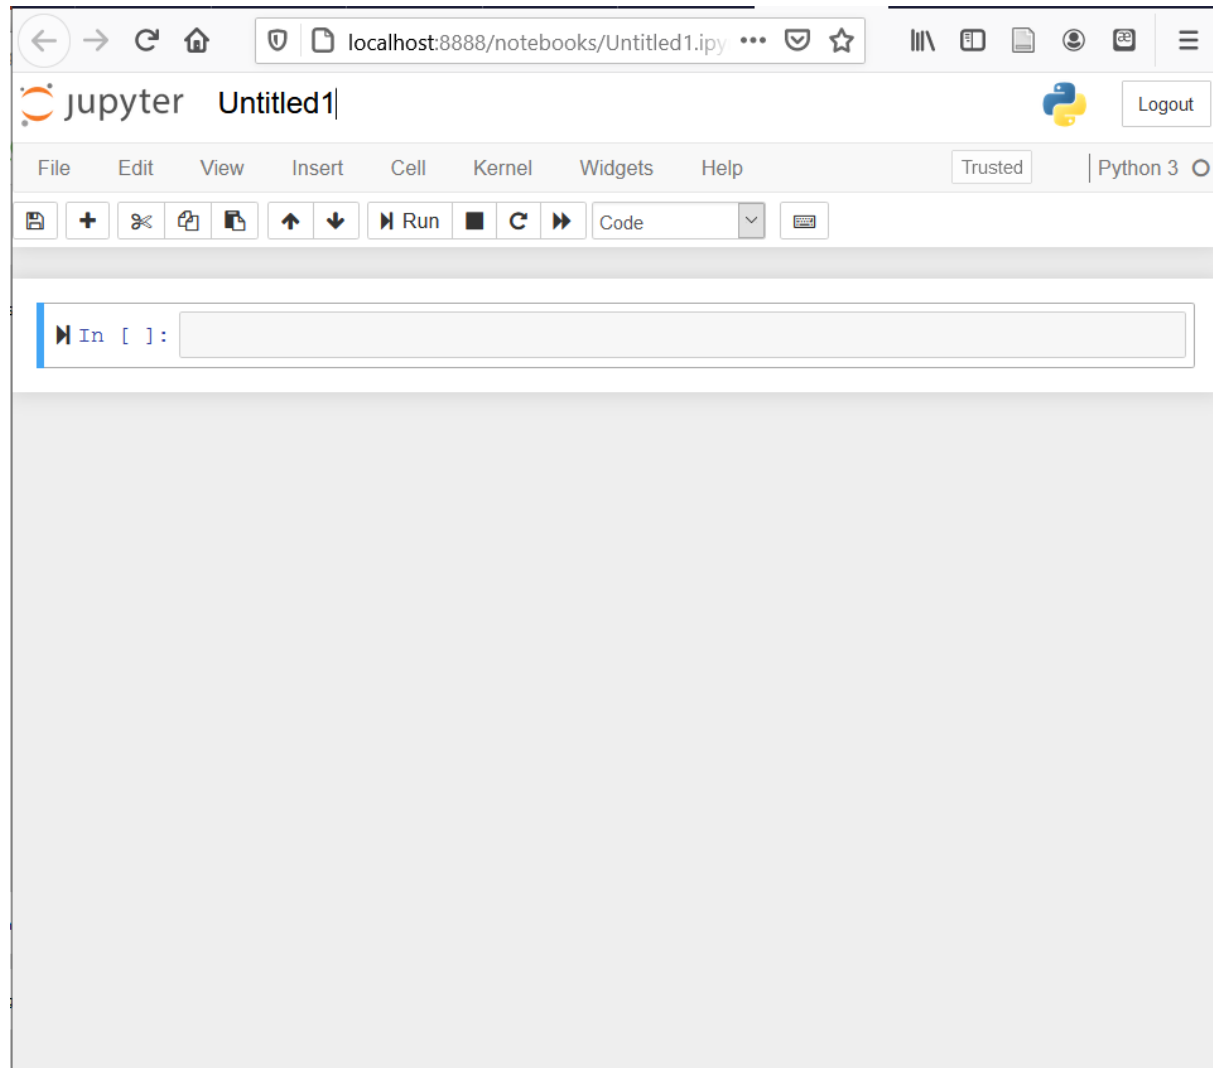 localhost:8888/notebooks/Untitled1.ipy
jupyter Untitled1 Logout
File Edit View Insert Cell Kernel Widgets Help Trusted Python 3
Run Code
In [ ]: